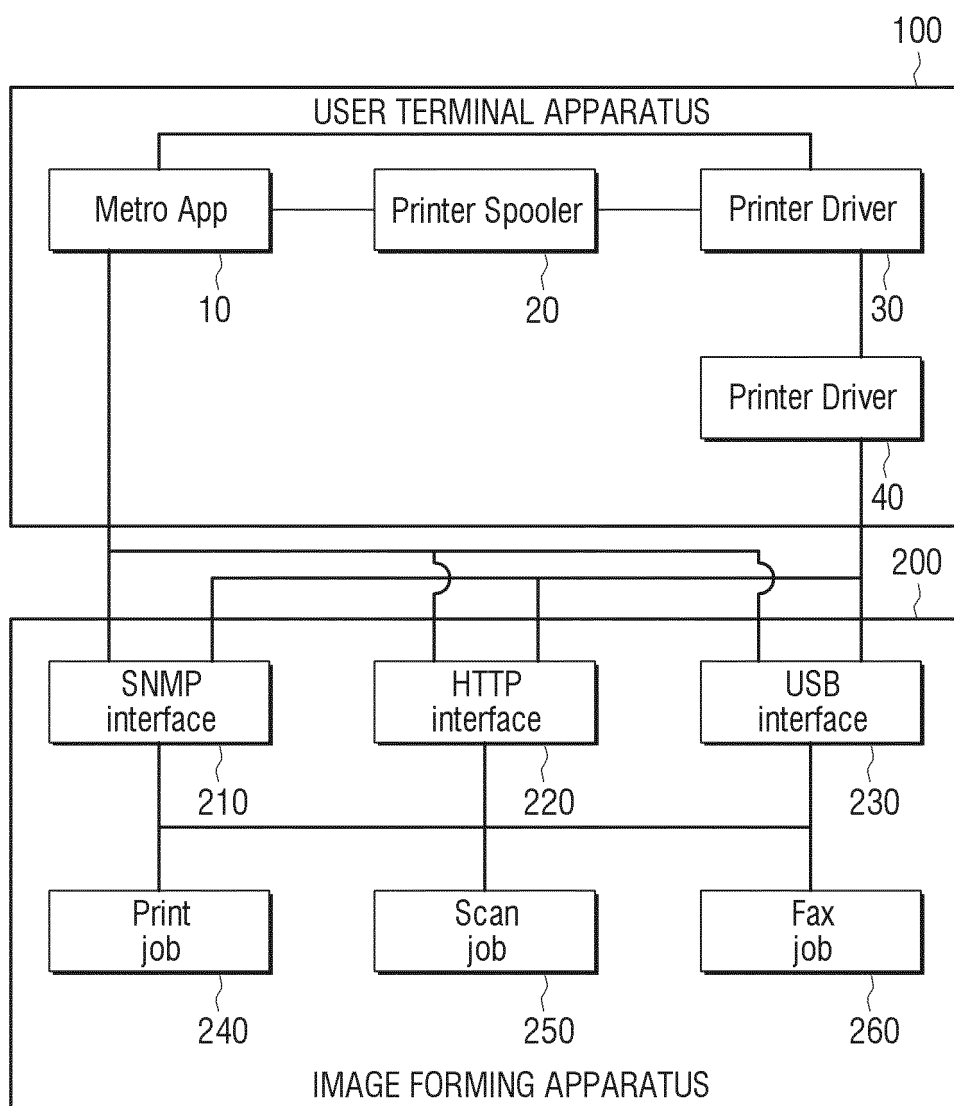 100
USER TERMINAL APPARATUS
Metro App
Printer Spooler
Printer Driver
10
20
30
Printer Driver
40
200
SNMP
interface
HTTP
interface
USB
interface
210
220
230
Print
job
Scan
job
Fax
job
240
250
260
IMAGE FORMING APPARATUS